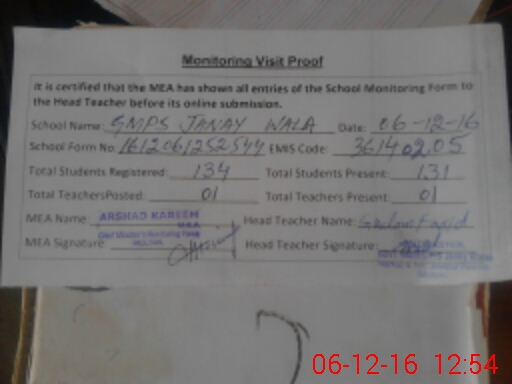 Monitoring Visit Proof
It is certified that the MEA has shown all entries of the School Monitoring Form to
the Head Teacher before its online submission.
School Name: GMPS JANAY WALA Date: 06-12-16
School Form No: 1612061252544 EMIS Code: 36140205
Total Students Registered: 134 Total Students Present: 131
Total TeachersPosted: 01 Total Teachers Present: 01
MEA Name: ARSHAD KAREEM Head Teacher Name:
M.E.A
MEA Signature: Head Teacher Signature:
06-12-16 12:54